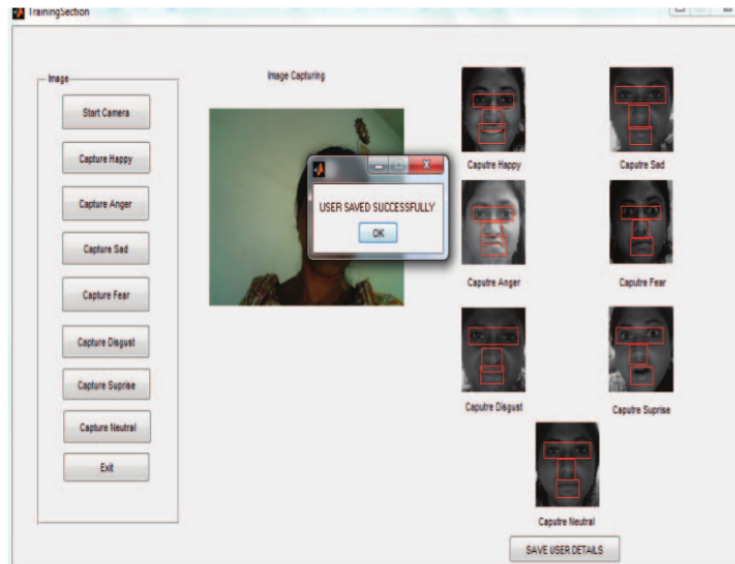 TrainingSection
Image
Start Camera
Capture Happy
Capture Anger
Capture Sad
Capture Fear
Capture Disgust
Capture Suprise
Capture Neutral
Exit
Image Capturing
USER SAVED SUCCESSFULLY
OK
Caputre Happy
Caputre Sad
Caputre Anger
Caputre Fear
Caputre Disgust
Caputre Suprise
Caputre Neutral
SAVE USER DETAILS